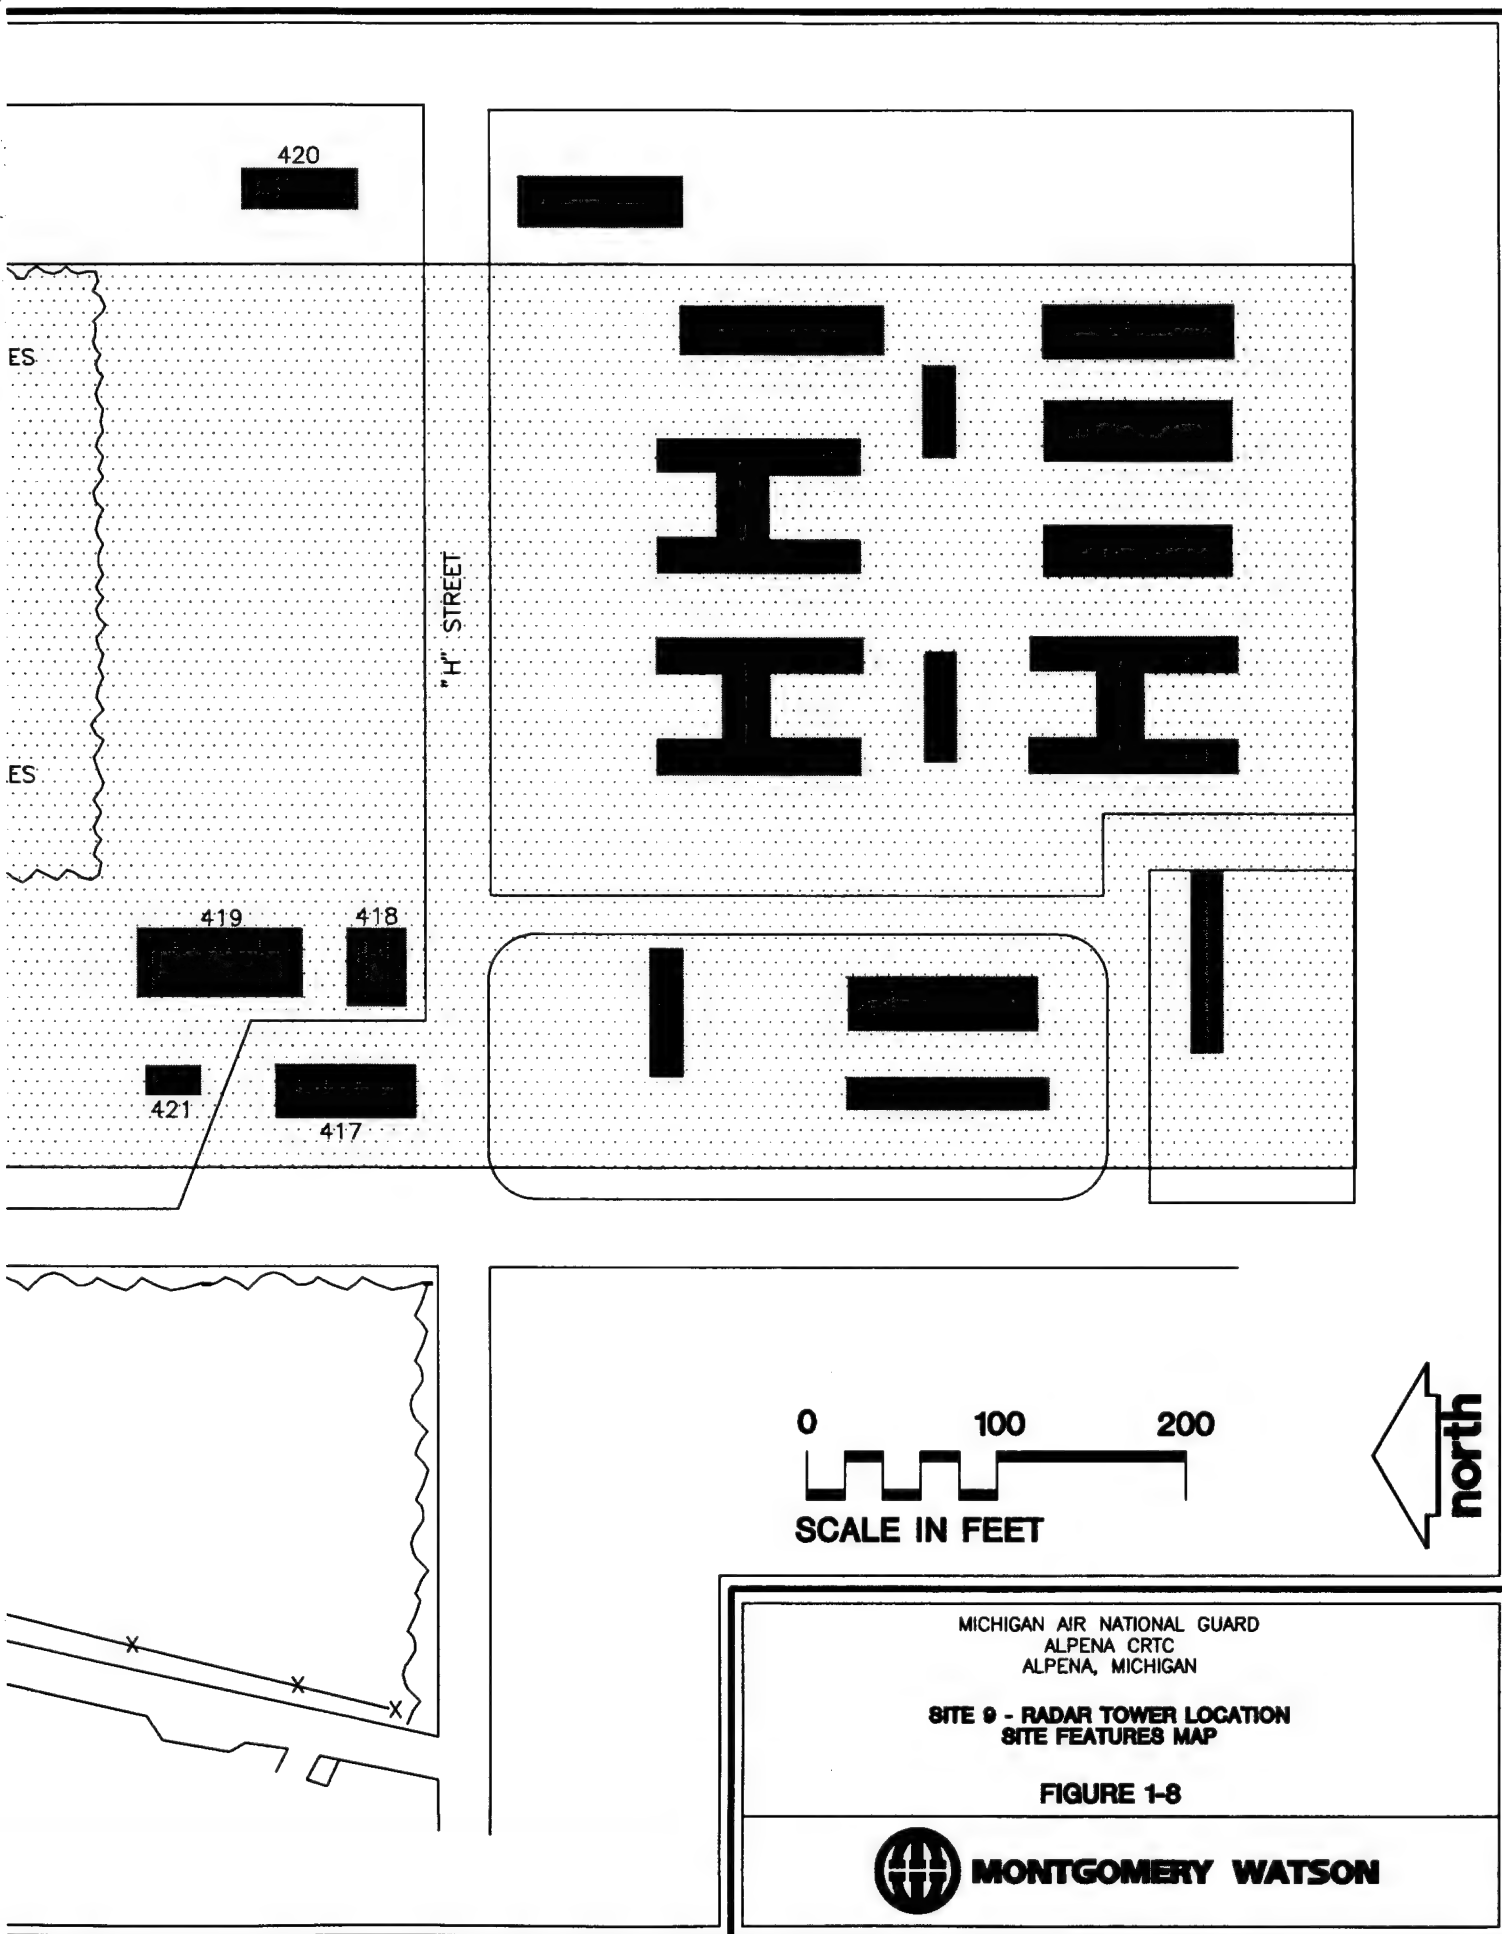 420
ES
"H" STREET
ES
419
418
421
417
0 100 200
SCALE IN FEET
north
MICHIGAN AIR NATIONAL GUARD
ALPENA CRTC
ALPENA, MICHIGAN
SITE 9 - RADAR TOWER LOCATION
SITE FEATURES MAP
FIGURE 1-8
MONTGOMERY WATSON